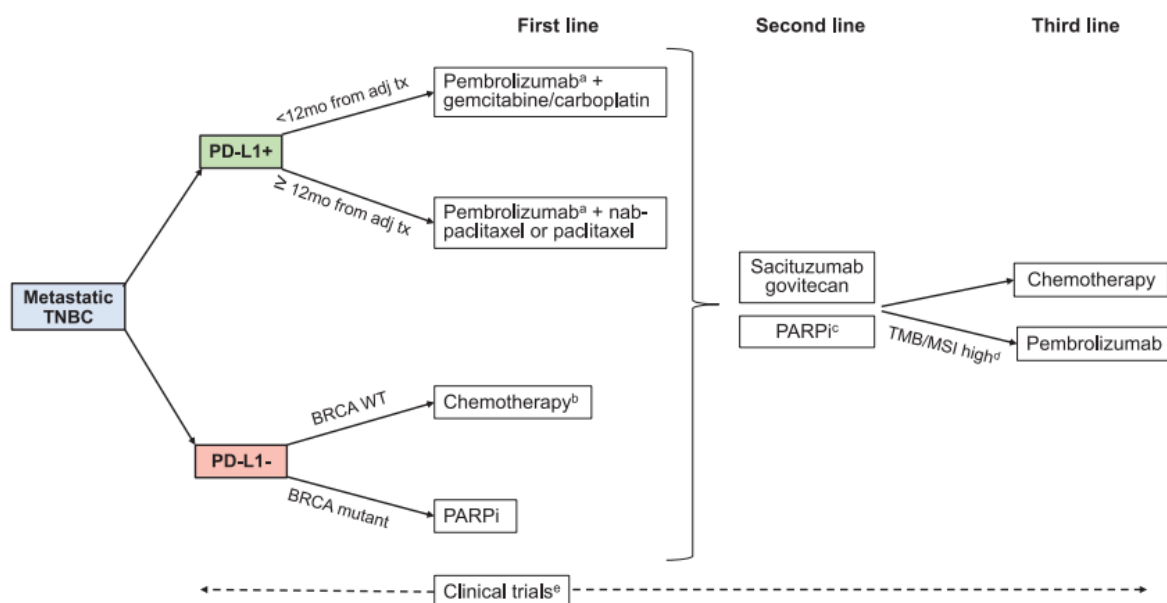 First line
Second line
Third line
Pembrolizumabᵃ +
gemcitabine/carboplatin
<12mo from adj tx
PD-L1+
≥ 12mo from adj tx
Pembrolizumabᵃ + nab-
paclitaxel or paclitaxel
Metastatic
TNBC
Sacituzumab
govitecan
PARPiᶜ
Chemotherapy
TMB/MSI highᵈ
Pembrolizumab
BRCA WT
Chemotherapyᵇ
PD-L1-
BRCA mutant
PARPi
Clinical trialsᵉ